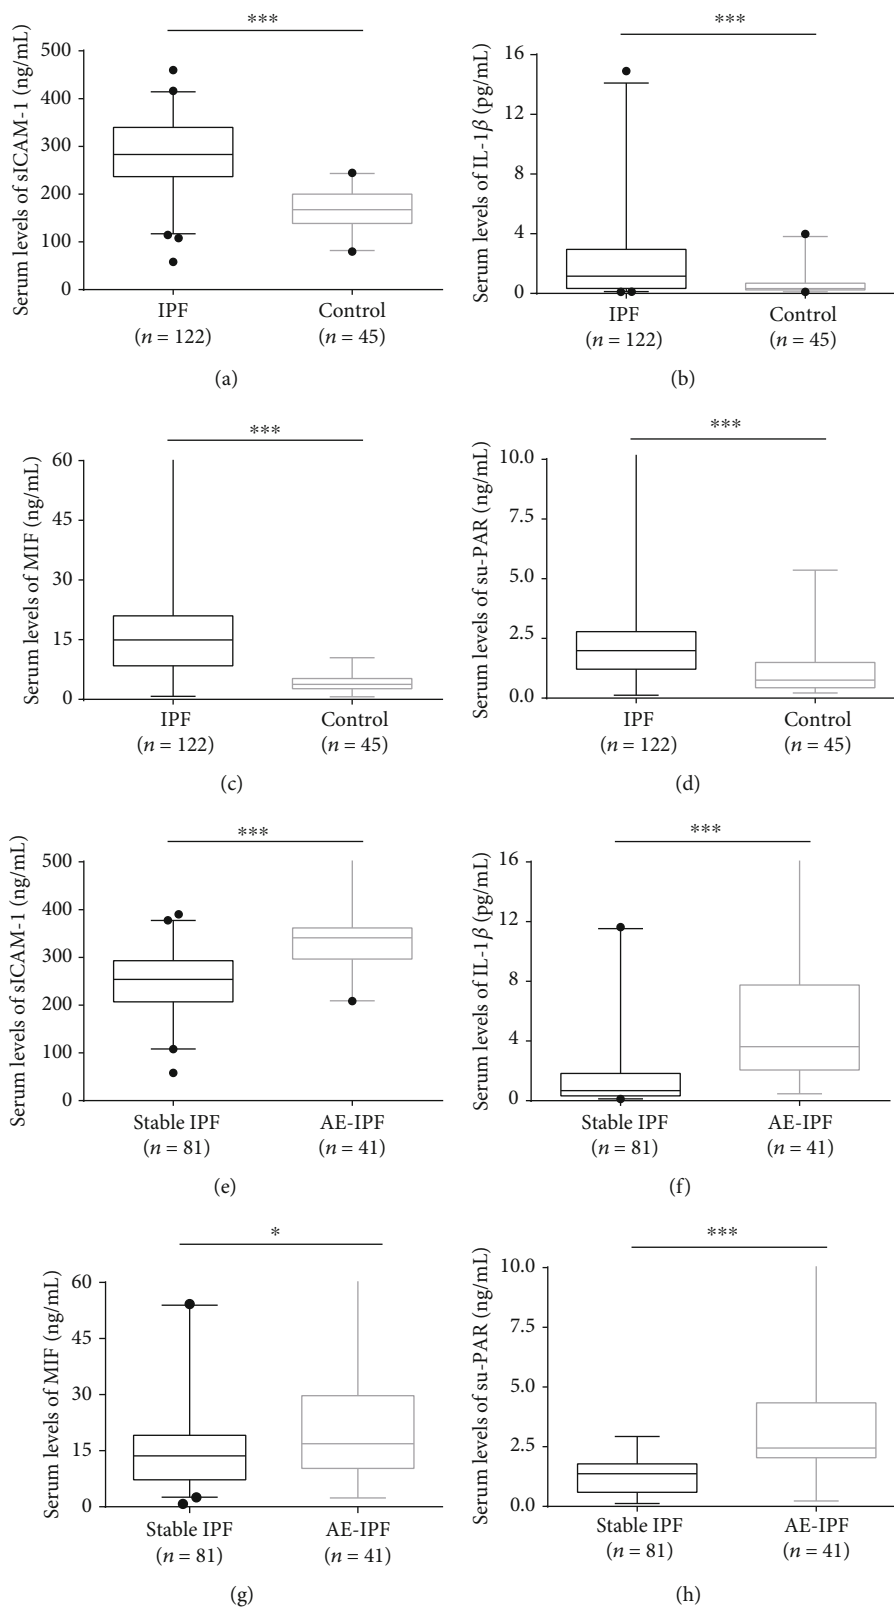 ***
Serum levels of sICAM-1 (ng/mL)
500
400
300
200
100
0
IPF
(n = 122)
Control
(n = 45)
(a)
***
Serum levels of IL-1β (pg/mL)
16
12
8
4
0
IPF
(n = 122)
Control
(n = 45)
(b)
***
Serum levels of MIF (ng/mL)
60
45
30
15
0
IPF
(n = 122)
Control
(n = 45)
(c)
***
Serum levels of su-PAR (ng/mL)
10.0
7.5
5.0
2.5
0.0
IPF
(n = 122)
Control
(n = 45)
(d)
***
Serum levels of sICAM-1 (ng/mL)
500
400
300
200
100
0
Stable IPF
(n = 81)
AE-IPF
(n = 41)
(e)
***
Serum levels of IL-1β (pg/mL)
16
12
8
4
0
Stable IPF
(n = 81)
AE-IPF
(n = 41)
(f)
*
Serum levels of MIF (ng/mL)
60
45
30
15
0
Stable IPF
(n = 81)
AE-IPF
(n = 41)
(g)
***
Serum levels of su-PAR (ng/mL)
10.0
7.5
5.0
2.5
0.0
Stable IPF
(n = 81)
AE-IPF
(n = 41)
(h)